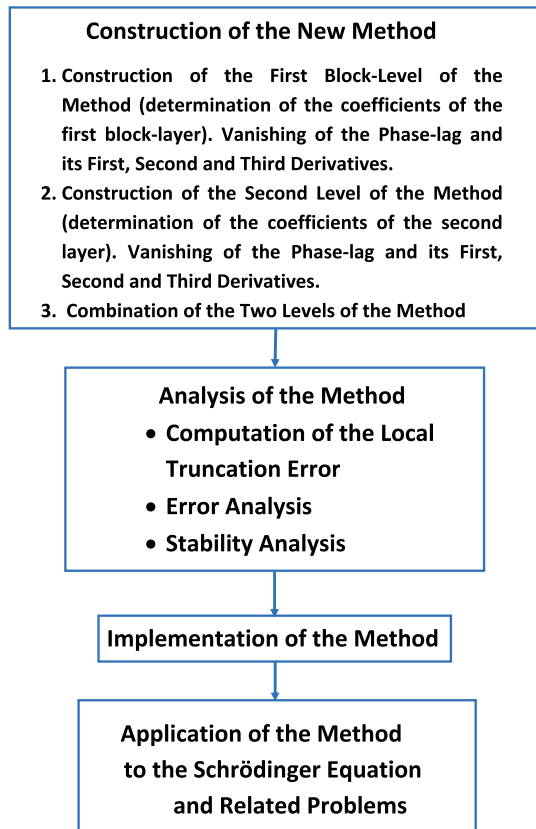 Construction of the New Method
1. Construction of the First Block-Level of the
Method (determination of the coefficients of the
first block-layer). Vanishing of the Phase-lag and
its First, Second and Third Derivatives.
2. Construction of the Second Level of the Method
(determination of the coefficients of the second
layer). Vanishing of the Phase-lag and its First,
Second and Third Derivatives.
3. Combination of the Two Levels of the Method
Analysis of the Method
• Computation of the Local
Truncation Error
• Error Analysis
• Stability Analysis
Implementation of the Method
Application of the Method
to the Schrödinger Equation
and Related Problems